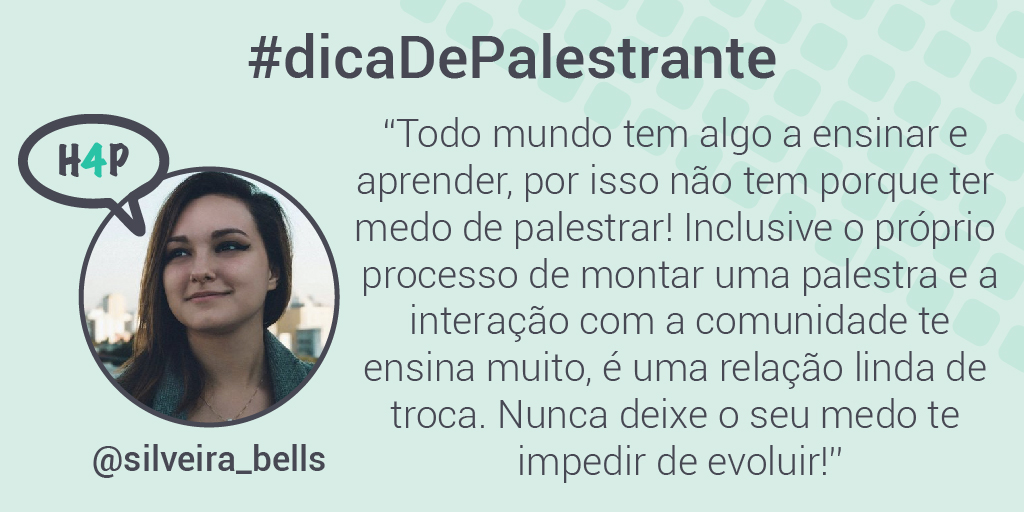 #dicaDePalestrante
H4P
“Todo mundo tem algo a ensinar e
aprender, por isso não tem porque ter
medo de palestrar! Inclusive o próprio
processo de montar uma palestra e a
interação com a comunidade te
ensina muito, é uma relação linda de
troca. Nunca deixe o seu medo te
impedir de evoluir!”
@silveira_bells